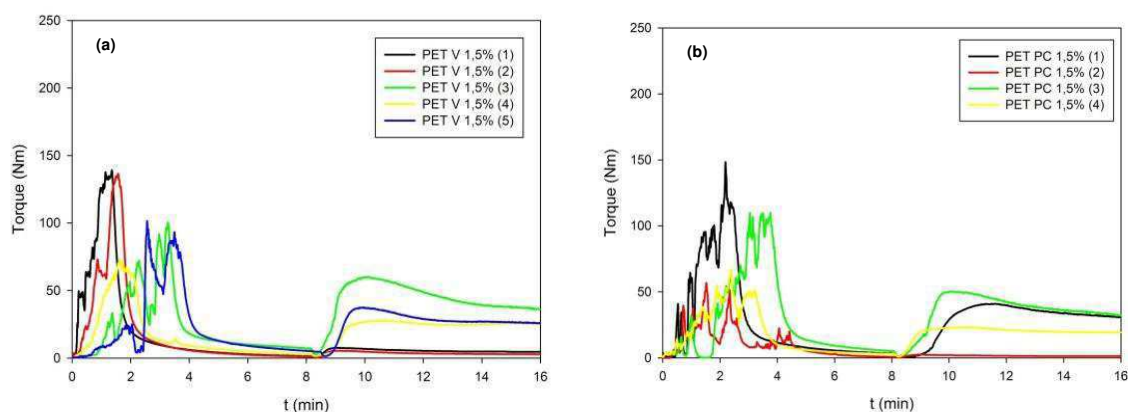 (a)
PET V 1,5% (1)
PET V 1,5% (2)
PET V 1,5% (3)
PET V 1,5% (4)
PET V 1,5% (5)
Torque (Nm)
250
200
150
100
50
0
0 2 4 6 8 10 12 14 16
t (min)
(b)
PET PC 1,5% (1)
PET PC 1,5% (2)
PET PC 1,5% (3)
PET PC 1,5% (4)
Torque (Nm)
250
200
150
100
50
0
0 2 4 6 8 10 12 14 16
t (min)